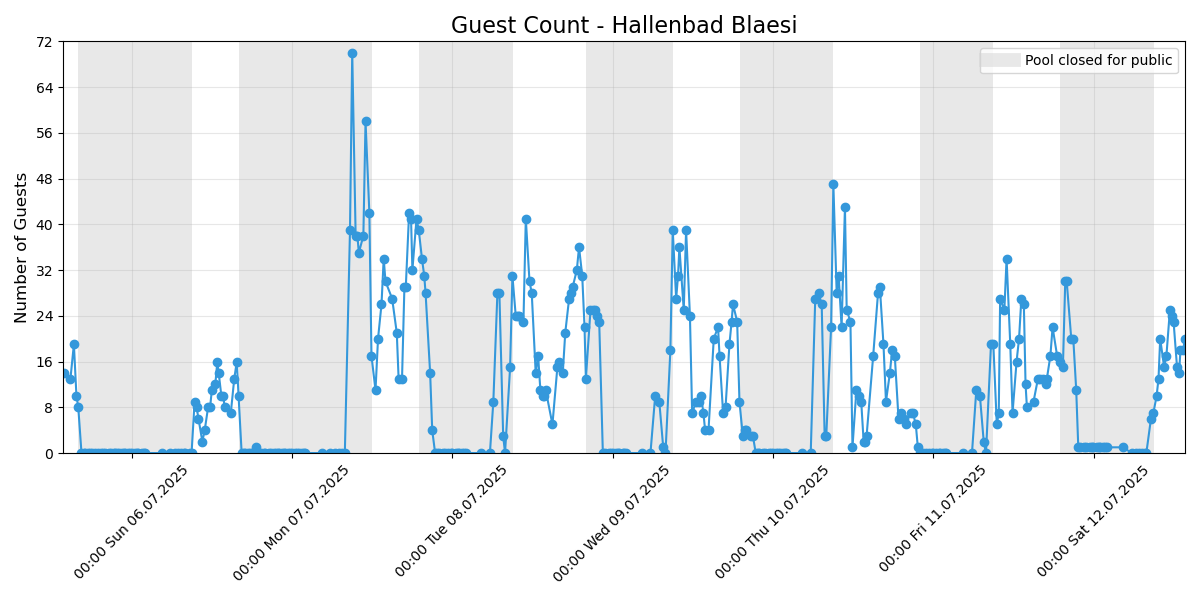 Guest Count - Hallenbad Blaesi
Pool closed for public
Number of Guests
72
64
56
48
40
32
24
16
8
0
00:00 Sun 06.07.2025
00:00 Mon 07.07.2025
00:00 Tue 08.07.2025
00:00 Wed 09.07.2025
00:00 Thu 10.07.2025
00:00 Fri 11.07.2025
00:00 Sat 12.07.2025